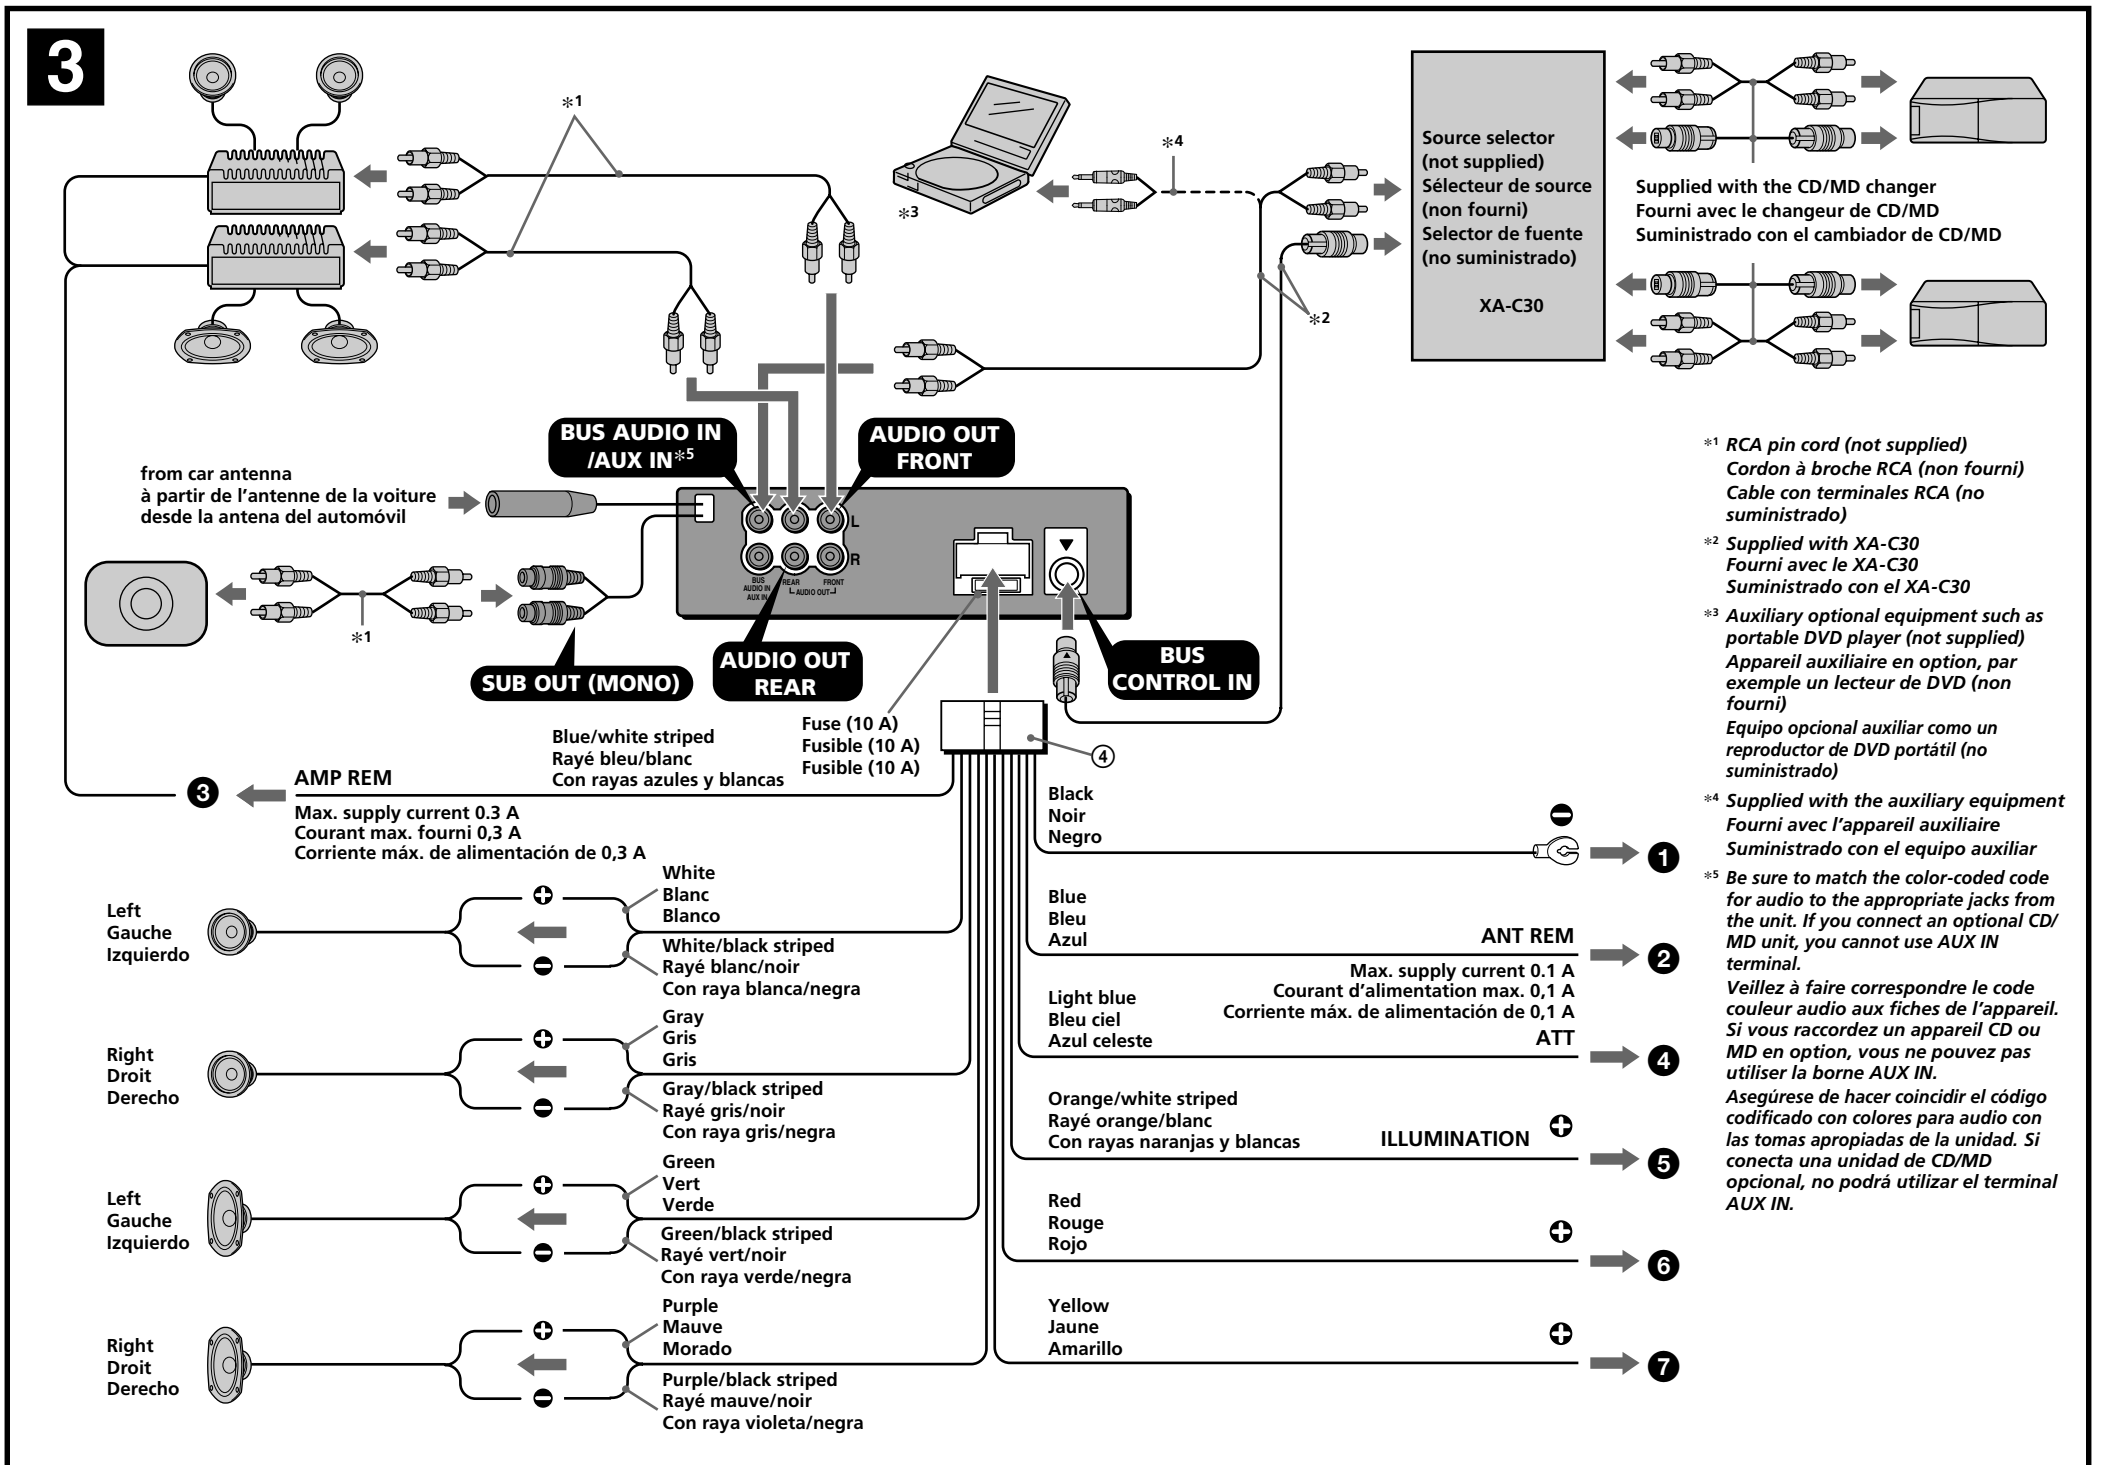 3
*1
*4
*3
*2
Source selector
(not supplied)
Sélecteur de source
(non fourni)
Selector de fuente
(no suministrado)
XA-C30
Supplied with the CD/MD changer
Fourni avec le changeur de CD/MD
Suministrado con el cambiador de CD/MD
BUS AUDIO IN
/AUX IN*5
AUDIO OUT
FRONT
from car antenna
à partir de l’antenne de la voiture
desde la antena del automóvil
L
R
BUS
AUDIO IN
AUX IN
REAR
FRONT
AUDIO OUT
*1
SUB OUT (MONO)
AUDIO OUT
REAR
BUS
CONTROL IN
Fuse (10 A)
Fusible (10 A)
Fusible (10 A)
④
Blue/white striped
Rayé bleu/blanc
Con rayas azules y blancas
❸
AMP REM
Max. supply current 0.3 A
Courant max. fourni 0,3 A
Corriente máx. de alimentación de 0,3 A
Left
Gauche
Izquierdo
+
−
White
Blanc
Blanco
White/black striped
Rayé blanc/noir
Con raya blanca/negra
Right
Droit
Derecho
+
−
Gray
Gris
Gris
Gray/black striped
Rayé gris/noir
Con raya gris/negra
Left
Gauche
Izquierdo
+
−
Green
Vert
Verde
Green/black striped
Rayé vert/noir
Con raya verde/negra
Right
Droit
Derecho
+
−
Purple
Mauve
Morado
Purple/black striped
Rayé mauve/noir
Con raya violeta/negra
Black
Noir
Negro
−
❶
Blue
Bleu
Azul
ANT REM
❷
Max. supply current 0.1 A
Courant d’alimentation max. 0,1 A
Corriente máx. de alimentación de 0,1 A
Light blue
Bleu ciel
Azul celeste
ATT
❹
Orange/white striped
Rayé orange/blanc
Con rayas naranjas y blancas
ILLUMINATION
+
❺
Red
Rouge
Rojo
+
❻
Yellow
Jaune
Amarillo
+
❼
*1 RCA pin cord (not supplied)
Cordon à broche RCA (non fourni)
Cable con terminales RCA (no
suministrado)
*2 Supplied with XA-C30
Fourni avec le XA-C30
Suministrado con el XA-C30
*3 Auxiliary optional equipment such as
portable DVD player (not supplied)
Appareil auxiliaire en option, par
exemple un lecteur de DVD (non
fourni)
Equipo opcional auxiliar como un
reproductor de DVD portátil (no
suministrado)
*4 Supplied with the auxiliary equipment
Fourni avec l’appareil auxiliaire
Suministrado con el equipo auxiliar
*5 Be sure to match the color-coded code
for audio to the appropriate jacks from
the unit. If you connect an optional CD/
MD unit, you cannot use AUX IN
terminal.
Veillez à faire correspondre le code
couleur audio aux fiches de l’appareil.
Si vous raccordez un appareil CD ou
MD en option, vous ne pouvez pas
utiliser la borne AUX IN.
Asegúrese de hacer coincidir el código
codificado con colores para audio con
las tomas apropiadas de la unidad. Si
conecta una unidad de CD/MD
opcional, no podrá utilizar el terminal
AUX IN.